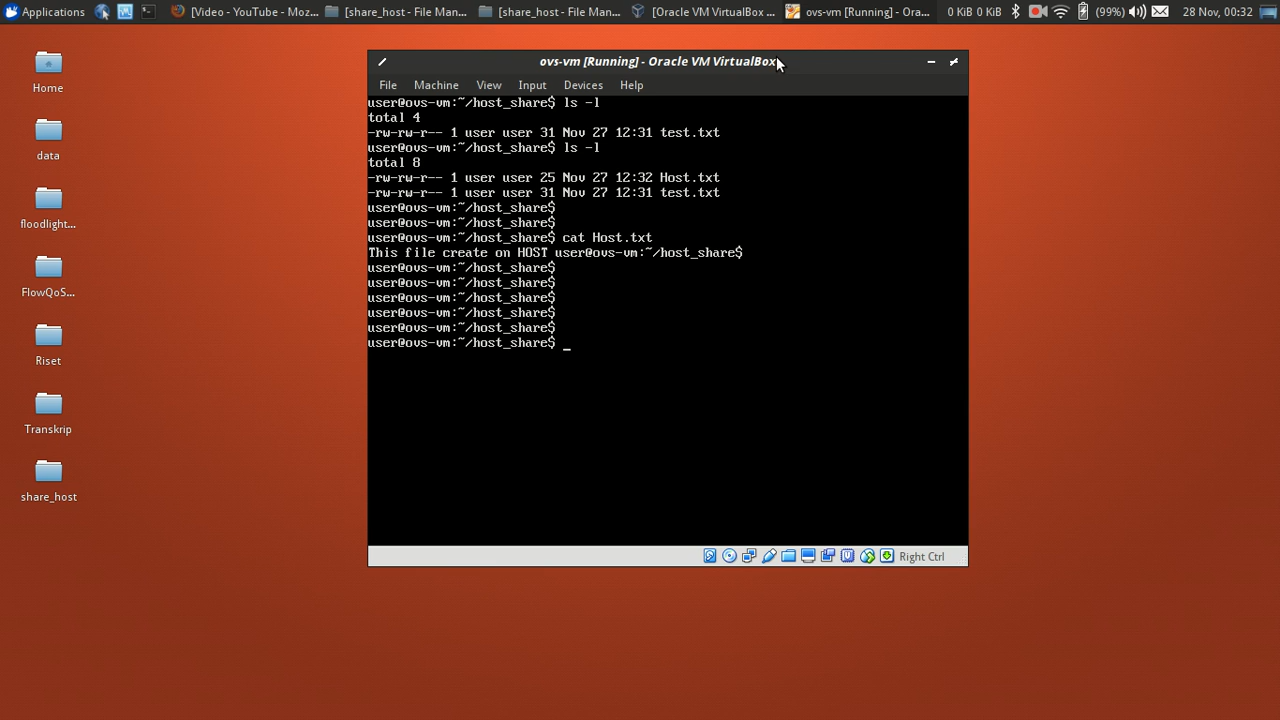 Applications
[Video - YouTube - Moz...
[share_host - File Man...
[share_host - File Man...
[Oracle VM VirtualBox ...
ovs-vm [Running] - Ora...
0 KiB 0 KiB
(99%)
28 Nov, 00:32
Home
data
floodlight...
FlowQoS...
Riset
Transkrip
share_host
ovs-vm [Running] - Oracle VM VirtualBox
File Machine View Input Devices Help
user@ovs-vm:~/host_share$ ls -l
total 4
-rw-rw-r-- 1 user user 31 Nov 27 12:31 test.txt
user@ovs-vm:~/host_share$ ls -l
total 8
-rw-rw-r-- 1 user user 25 Nov 27 12:32 Host.txt
-rw-rw-r-- 1 user user 31 Nov 27 12:31 test.txt
user@ovs-vm:~/host_share$
user@ovs-vm:~/host_share$
user@ovs-vm:~/host_share$ cat Host.txt
This file create on HOST user@ovs-vm:~/host_share$
user@ovs-vm:~/host_share$
user@ovs-vm:~/host_share$
user@ovs-vm:~/host_share$
user@ovs-vm:~/host_share$
user@ovs-vm:~/host_share$
user@ovs-vm:~/host_share$ _
Right Ctrl